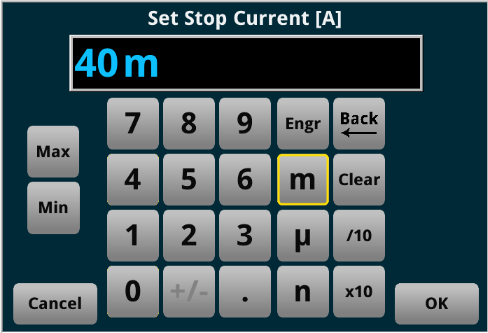 Set Stop Current [A]
40 m
7 8 9 Engr Back
Max
4 5 6 m Clear
Min
1 2 3 µ /10
Cancel 0 +/- . n x10 OK